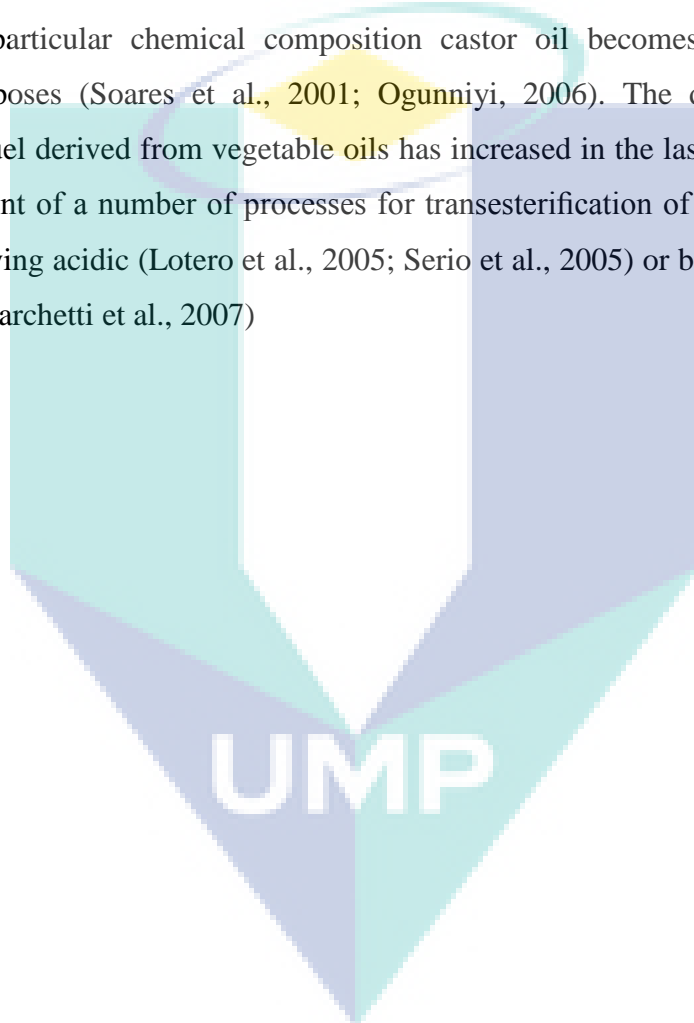 particular chemical composition castor oil becomes
poses (Soares et al., 2001; Ogunniyi, 2006). The
uel derived from vegetable oils has increased in the las
nt of a number of processes for transesterification of
ing acidic (Lotero et al., 2005; Serio et al., 2005) or b
archetti et al., 2007)
UMP